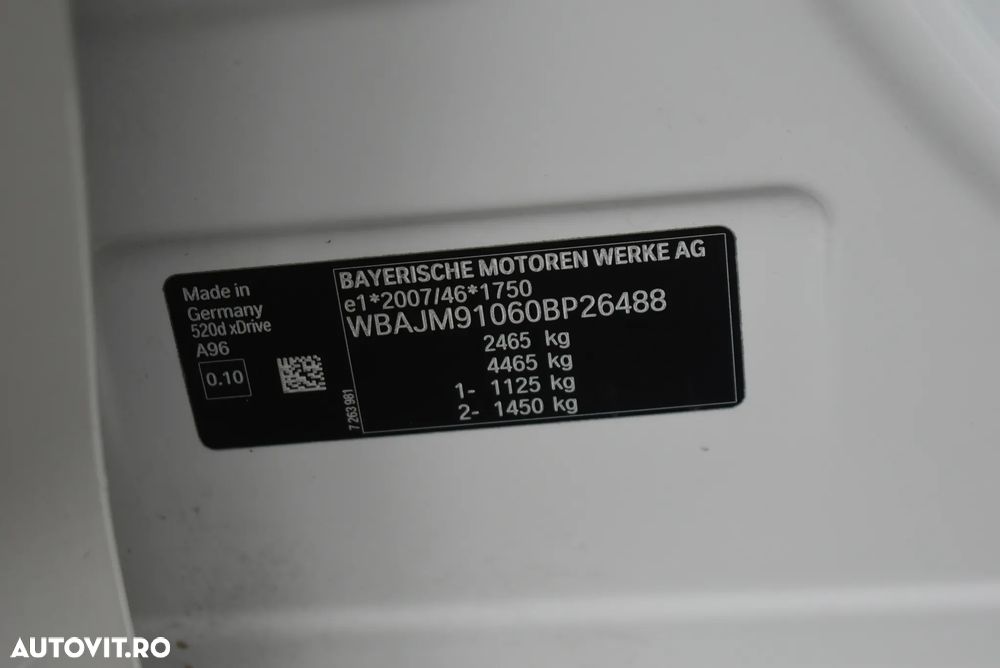 Made in
Germany
520d xDrive
A96
0.10
7 263 981
BAYERISCHE MOTOREN WERKE AG
e1*2007/46*1750
WBAJM91060BP26488
2465 kg
4465 kg
1- 1125 kg
2- 1450 kg
AUTOVIT.RO